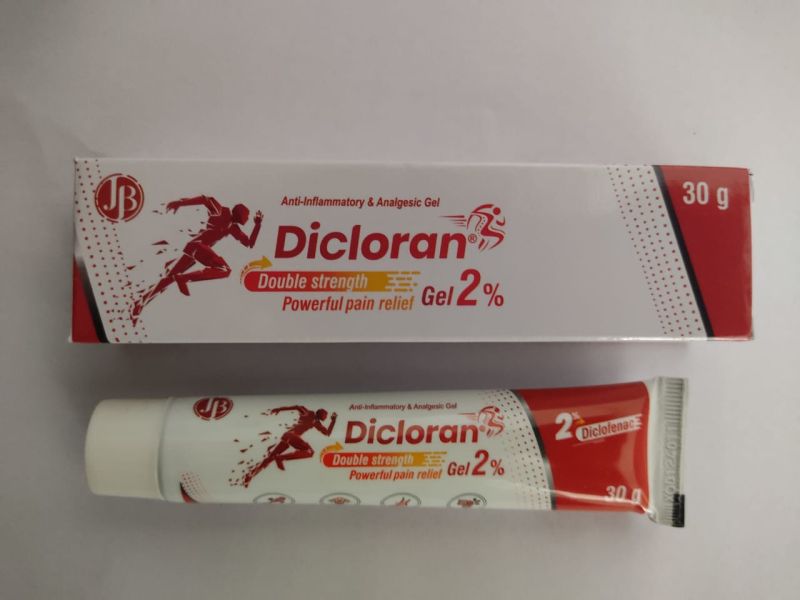 JB
Anti-Inflammatory & Analgesic Gel
30 g
Dicloran®
Double strength
Powerful pain relief
Gel 2%
JB
Anti-Inflammatory & Analgesic Gel
Dicloran
Double strength
Powerful pain relief
Gel 2%
2%
Diclofenac
30 g